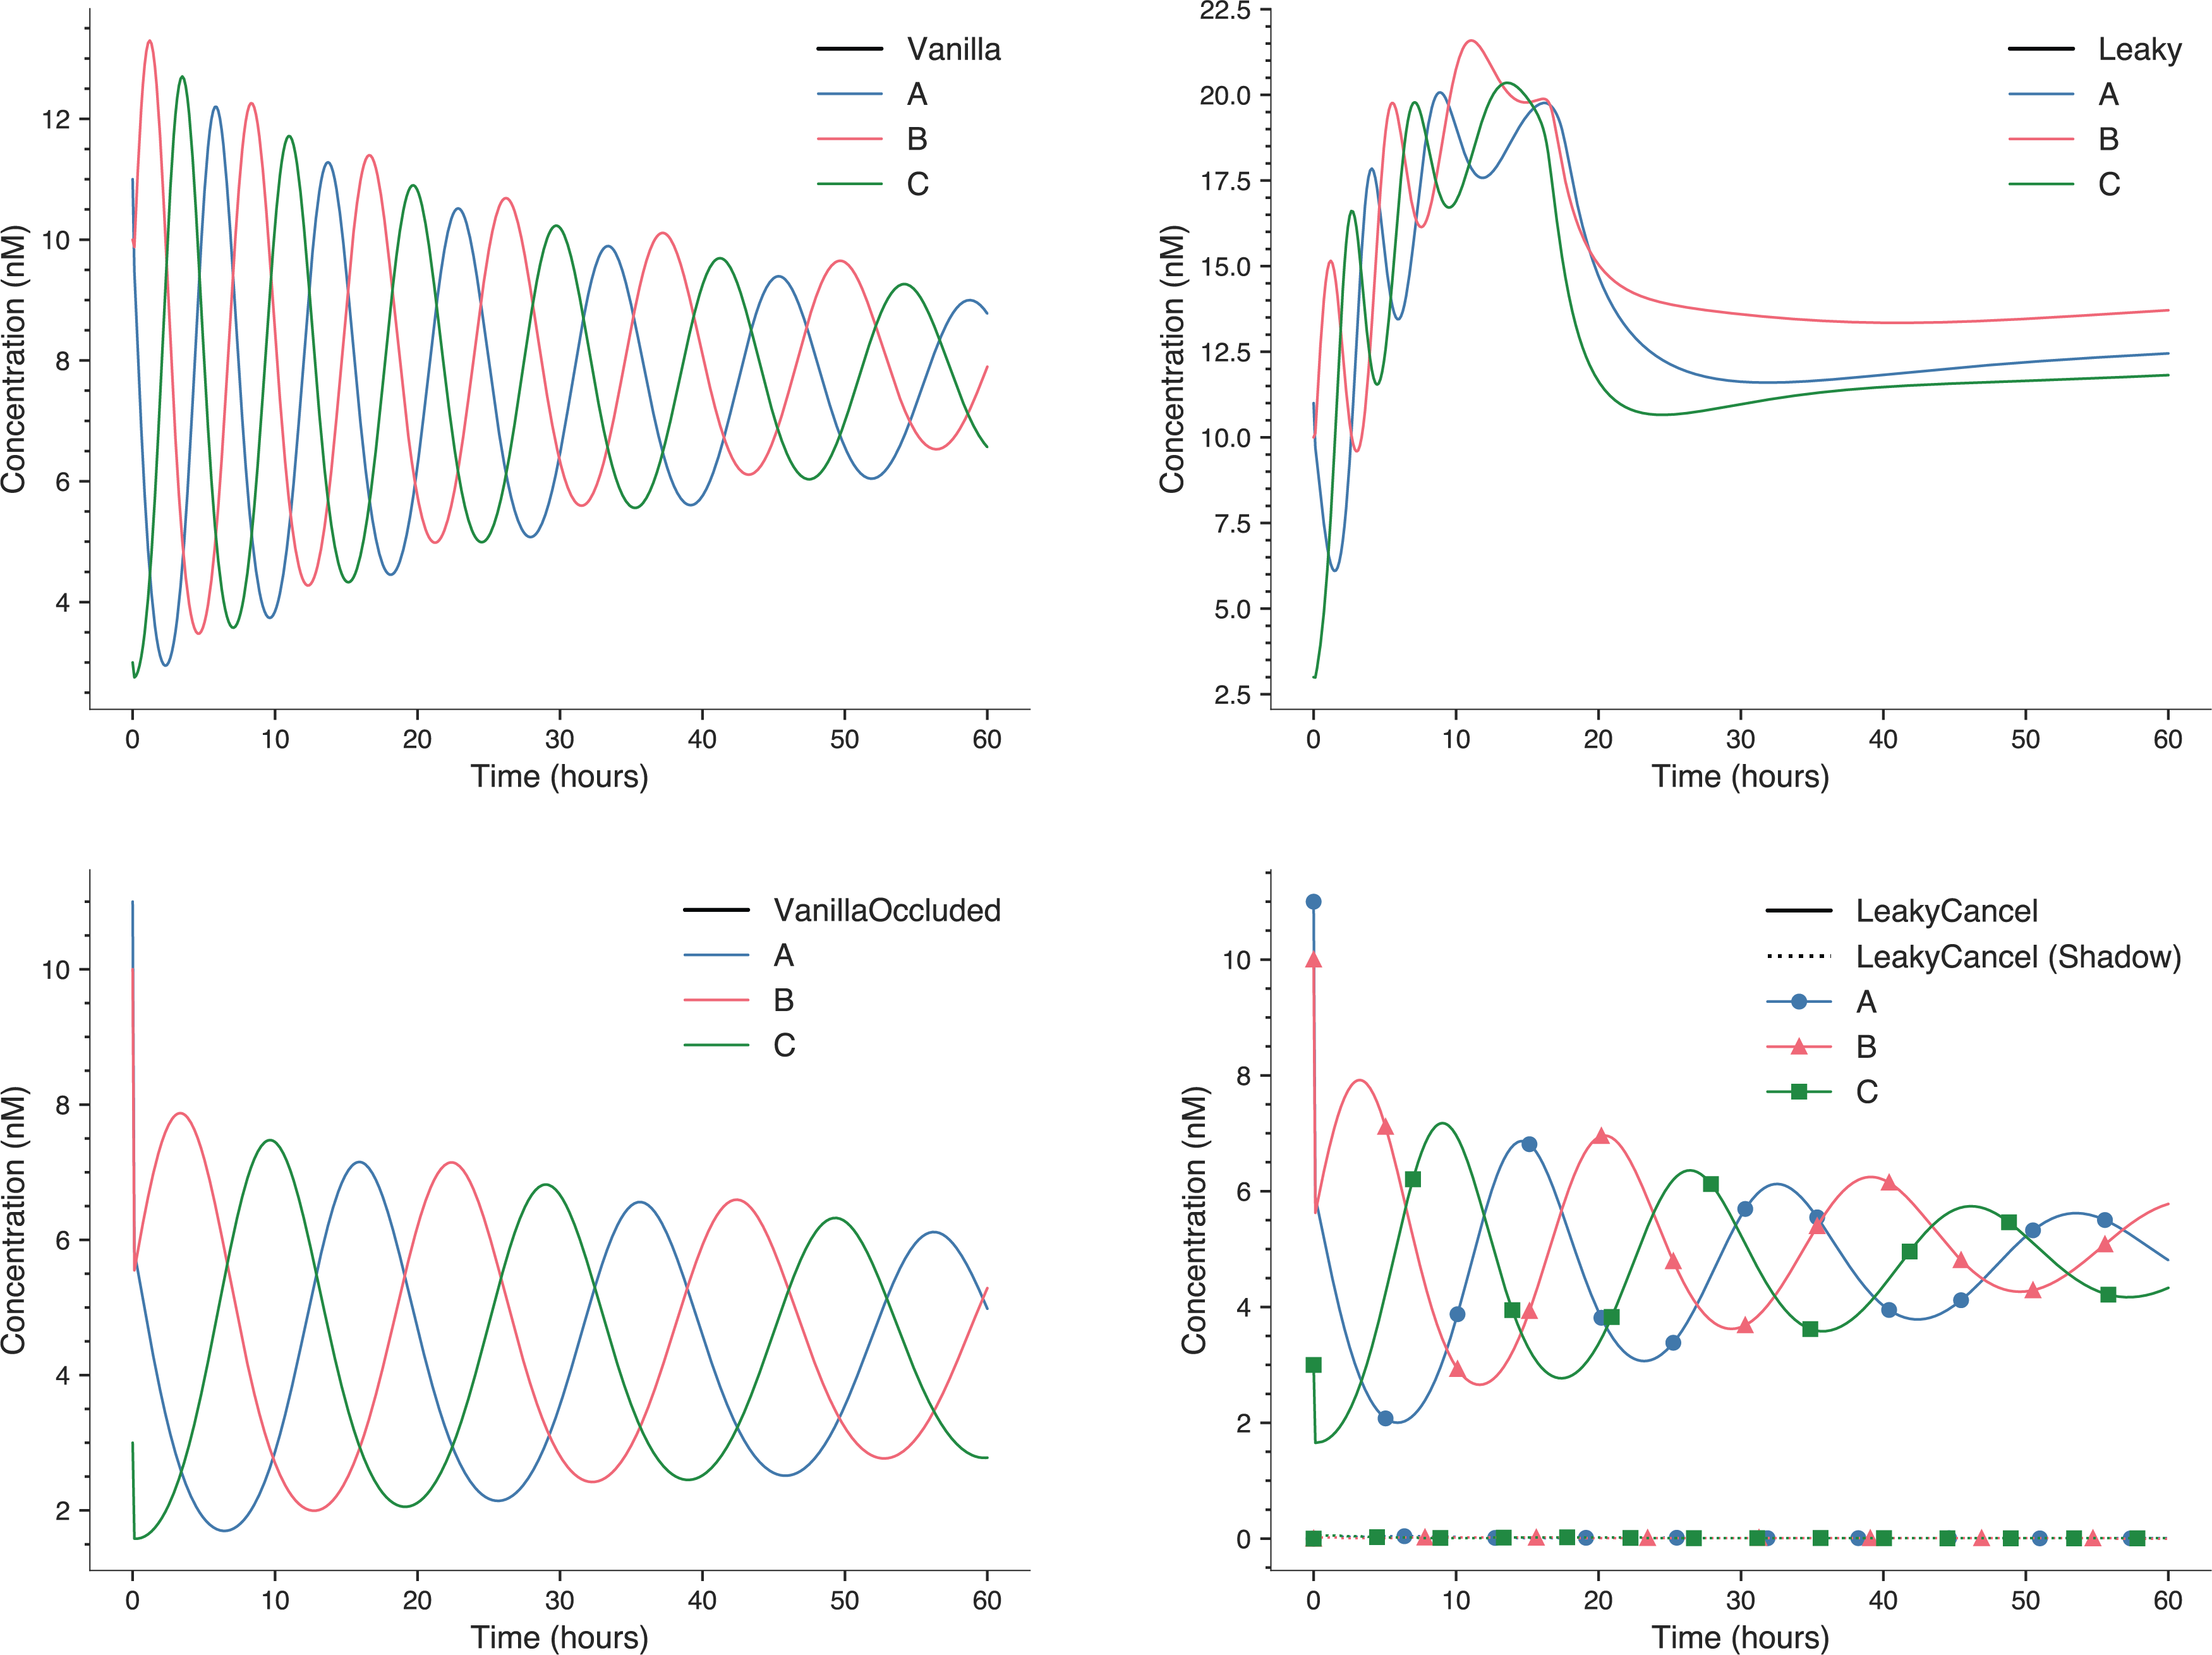 Concentration (nM)
12
10
8
6
4
0 10 20 30 40 50 60
Time (hours)
Vanilla
A
B
C
Concentration (nM)
22.5
20.0
17.5
15.0
12.5
10.0
7.5
5.0
2.5
0 10 20 30 40 50 60
Time (hours)
Leaky
A
B
C
Concentration (nM)
10
8
6
4
2
0 10 20 30 40 50 60
Time (hours)
VanillaOccluded
A
B
C
Concentration (nM)
10
8
6
4
2
0
0 10 20 30 40 50 60
Time (hours)
LeakyCancel
LeakyCancel (Shadow)
A
B
C